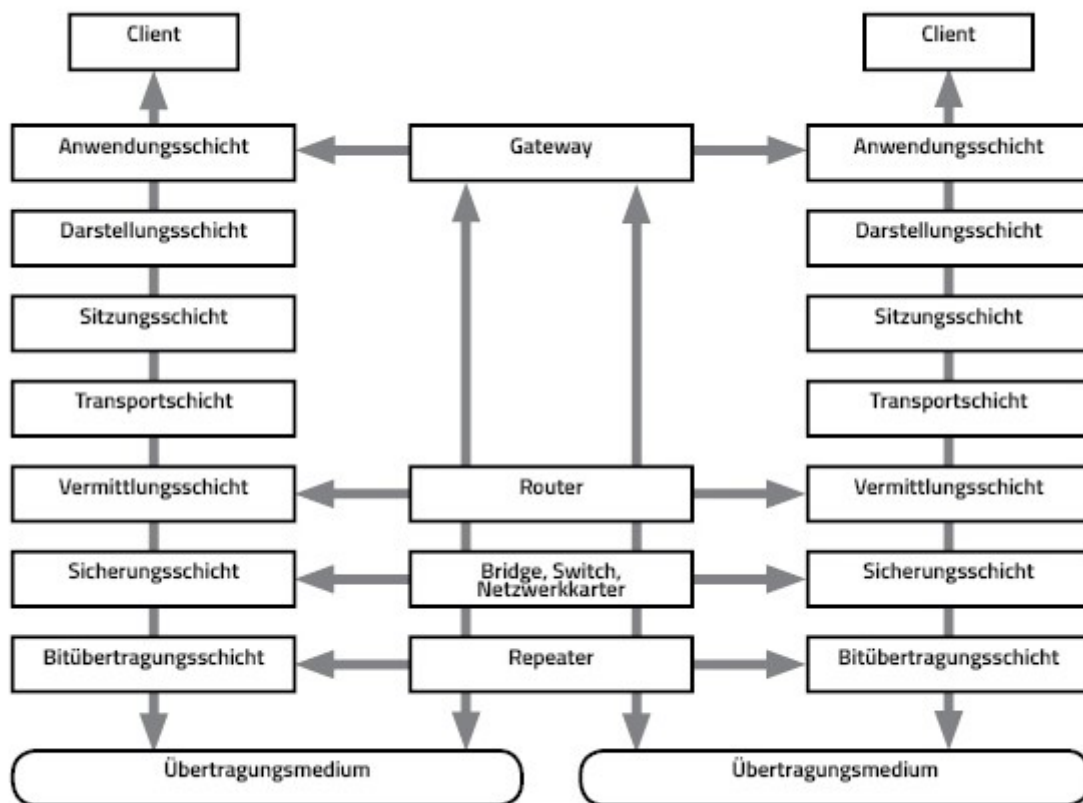 Client
Client
Anwendungsschicht
Gateway
Anwendungsschicht
Darstellungsschicht
Darstellungsschicht
Sitzungsschicht
Sitzungsschicht
Transportschicht
Transportschicht
Vermittlungsschicht
Router
Vermittlungsschicht
Sicherungsschicht
Bridge, Switch,
Netzwerkkarter
Sicherungsschicht
Bitübertragungsschicht
Repeater
Bitübertragungsschicht
Übertragungsmedium
Übertragungsmedium